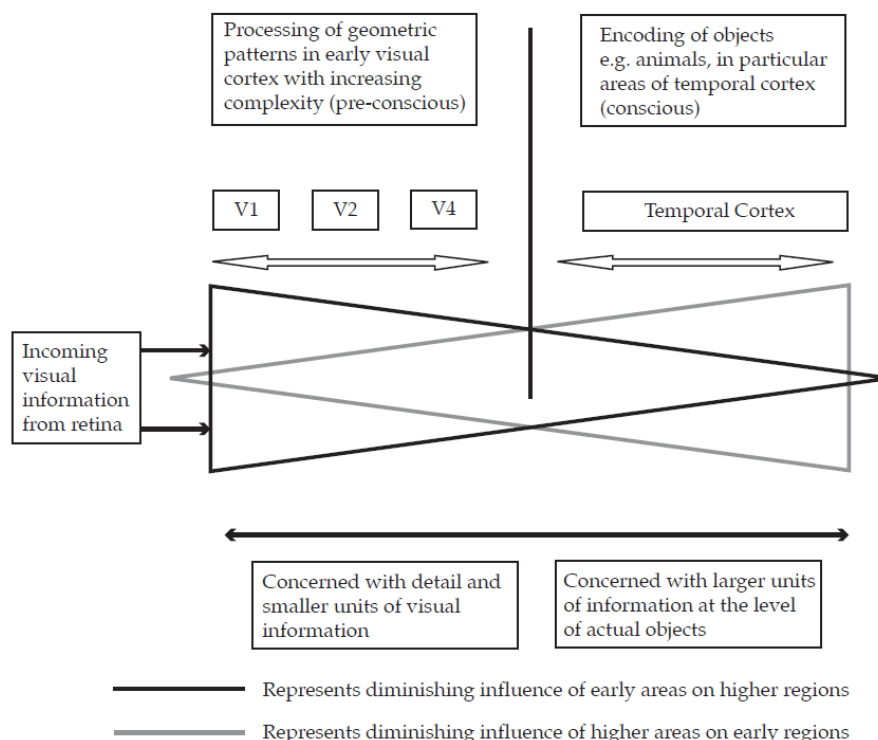 Processing of geometric
patterns in early visual
cortex with increasing
complexity (pre-conscious)
Encoding of objects
e.g. animals, in particular
areas of temporal cortex
(conscious)
V1
V2
V4
Temporal Cortex
Incoming
visual
information
from retina
Concerned with detail and
smaller units of visual
information
Concerned with larger units
of information at the level
of actual objects
Represents diminishing influence of early areas on higher regions
Represents diminishing influence of higher areas on early regions